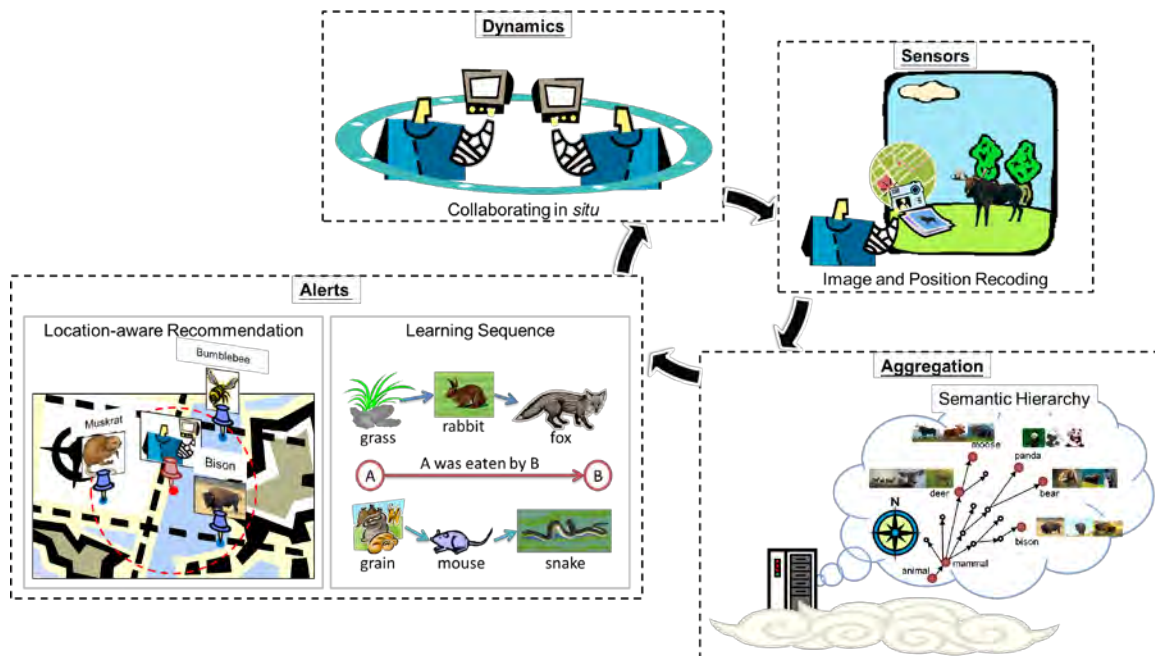 Dynamics
Collaborating in situ
Sensors
Image and Position Recoding
Alerts
Location-aware Recommendation
Bumblebee
Muskrat
Bison
Learning Sequence
grass
rabbit
fox
A
A was eaten by B
B
grain
mouse
snake
Aggregation
Semantic Hierarchy
moose
panda
deer
bear
N
bison
animal
mammal